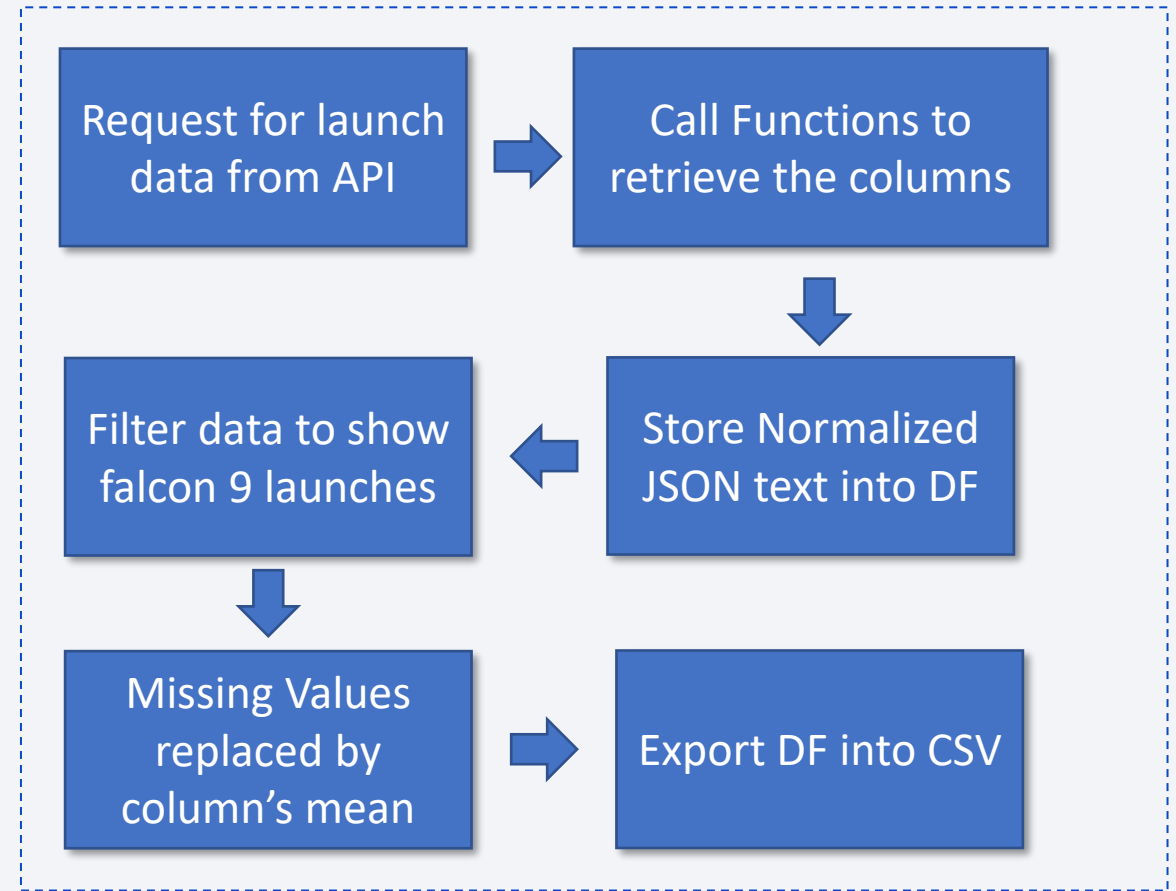 Request for launch
data from API
Call Functions to
retrieve the columns
Store Normalized
JSON text into DF
Filter data to show
falcon 9 launches
Missing Values
replaced by
column’s mean
Export DF into CSV